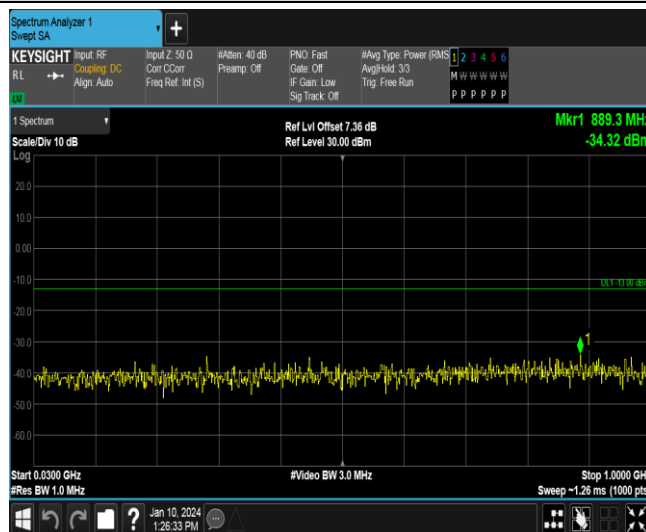 Spectrum Analyzer 1
Swept SA
+
KEYSIGHT
RL
LXI
Input: RF
Coupling: DC
Align: Auto
Input Z: 50 Ω
Corr CCorr
Freq Ref: Int (S)
#Atten: 40 dB
Preamp: Off
PNO: Fast
Gate: Off
IF Gain: Low
Sig Track: Off
#Avg Type: Power (RMS
Avg|Hold: 3/3
Trig: Free Run
1 2 3 4 5 6
M W W W W W
P P P P P P
1 Spectrum
Scale/Div 10 dB
Log
Ref Lvl Offset 7.36 dB
Ref Level 30.00 dBm
Mkr1 889.3 MHz
-34.32 dBm
20.0
10.0
0.00
-10.0
-20.0
-30.0
-40.0
-50.0
-60.0
DL1 -13.00 dBm
1
Start 0.0300 GHz
#Res BW 1.0 MHz
#Video BW 3.0 MHz
Stop 1.0000 GH
Sweep ~1.26 ms (1000 pts
?
Jan 10, 2024
1:26:33 PM